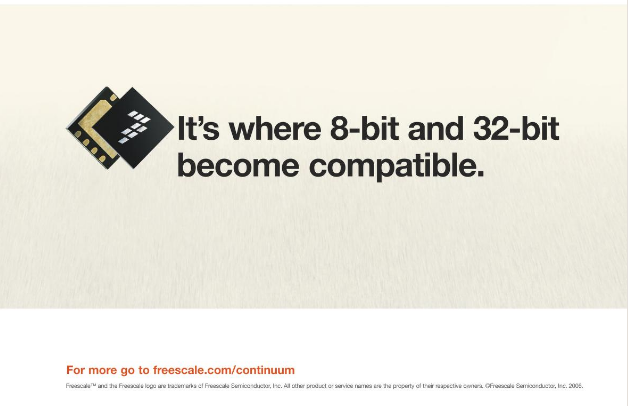 It's where 8-bit and 32-bit
become compatible.
For more go to freescale.com/continuum
Freescale™ and the Freescale logo are trademarks of Freescale Semiconductor, Inc. All other product or service names are the property of their respective owners. ©Freescale Semiconductor, Inc. 2006.